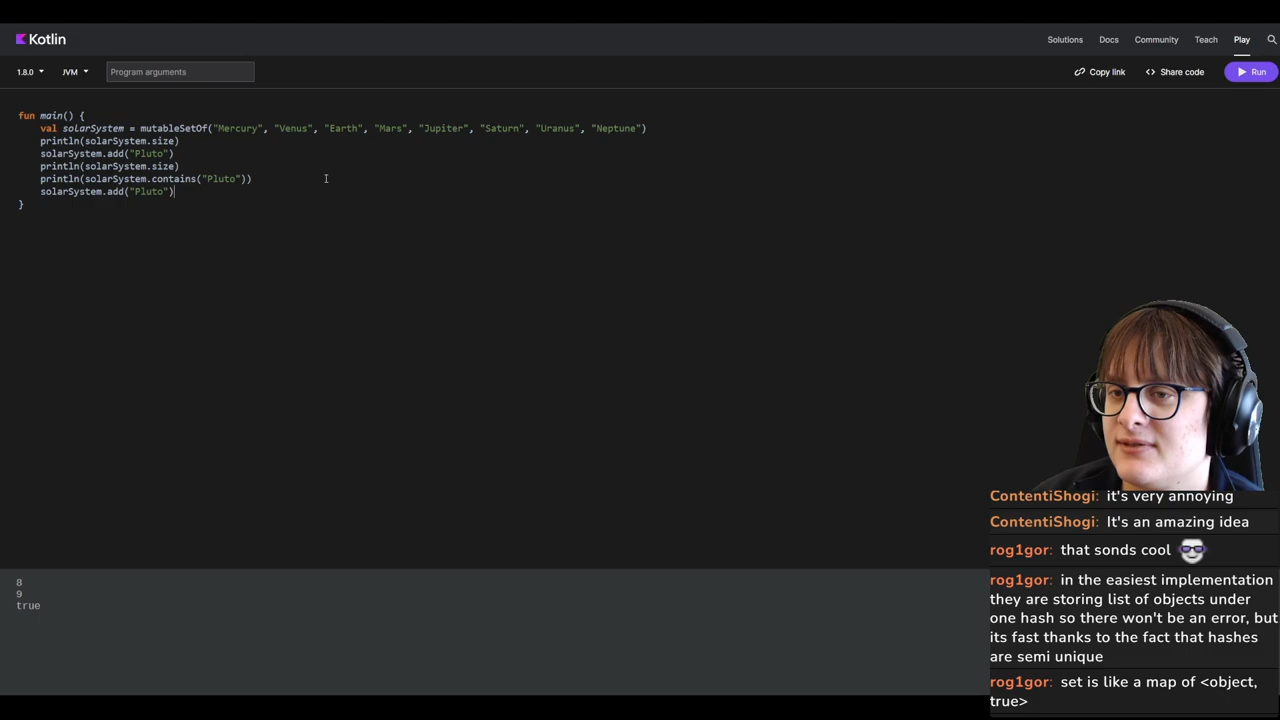 Kotlin
Solutions Docs Community Teach Play
1.8.0 JVM Program arguments Copy link Share code Run
fun main() {
    val solarSystem = mutableSetOf("Mercury", "Venus", "Earth", "Mars", "Jupiter", "Saturn", "Uranus", "Neptune")
    println(solarSystem.size)
    solarSystem.add("Pluto")
    println(solarSystem.size)
    println(solarSystem.contains("Pluto"))
    solarSystem.add("Pluto")
}
8
9
true
ContentiShogi: it's very annoying
ContentiShogi: It's an amazing idea
rog1gor: that sonds cool
rog1gor: in the easiest implementation
they are storing list of objects under
one hash so there won't be an error, but
its fast thanks to the fact that hashes
are semi unique
rog1gor: set is like a map of <object,
true>